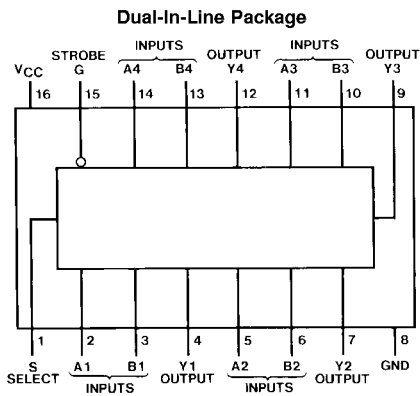 Dual-In-Line Package
STROBE INPUTS OUTPUT INPUTS OUTPUT
VCC G A4 B4 Y4 A3 B3 Y3
16 15 14 13 12 11 10 9
1 2 3 4 5 6 7 8
S A1 B1 Y1 A2 B2 Y2 GND
SELECT INPUTS OUTPUT INPUTS OUTPUT